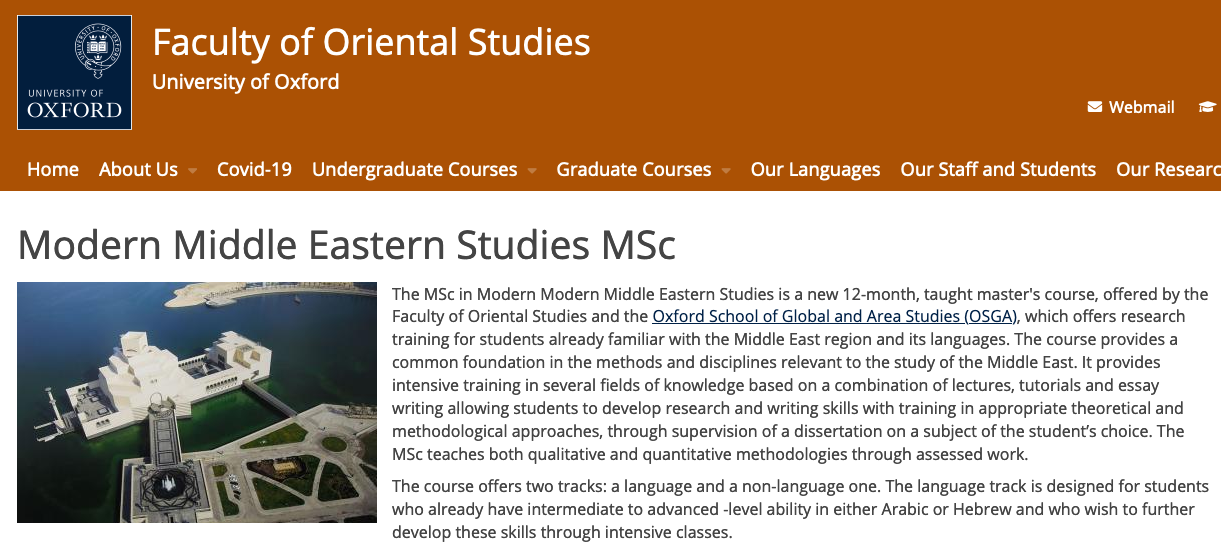 Faculty of Oriental Studies
University of Oxford
UNIVERSITY OF
OXFORD
Webmail
Home About Us Covid-19 Undergraduate Courses Graduate Courses Our Languages Our Staff and Students Our Researc
Modern Middle Eastern Studies MSc
The MSc in Modern Modern Middle Eastern Studies is a new 12-month, taught master's course, offered by the
Faculty of Oriental Studies and the Oxford School of Global and Area Studies (OSGA), which offers research
training for students already familiar with the Middle East region and its languages. The course provides a
common foundation in the methods and disciplines relevant to the study of the Middle East. It provides
intensive training in several fields of knowledge based on a combination of lectures, tutorials and essay
writing allowing students to develop research and writing skills with training in appropriate theoretical and
methodological approaches, through supervision of a dissertation on a subject of the student’s choice. The
MSc teaches both qualitative and quantitative methodologies through assessed work.
The course offers two tracks: a language and a non-language one. The language track is designed for students
who already have intermediate to advanced -level ability in either Arabic or Hebrew and who wish to further
develop these skills through intensive classes.